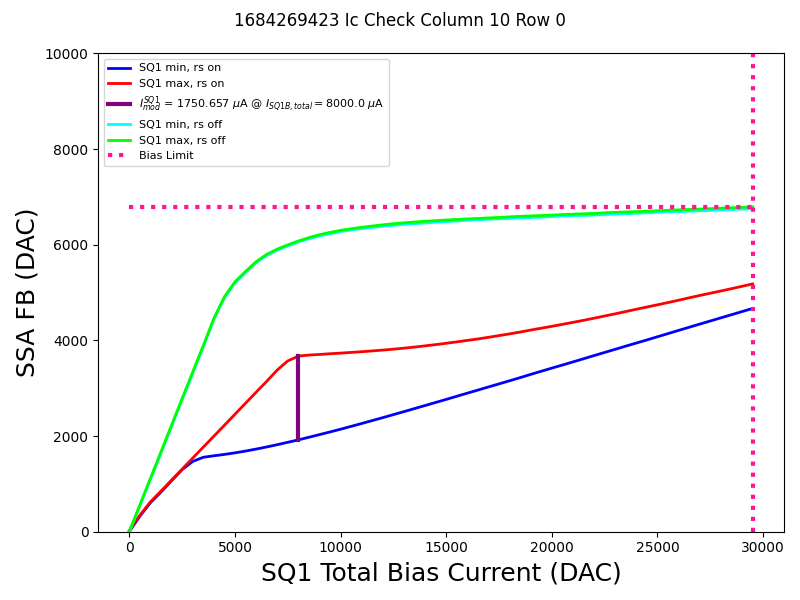 1684269423 Ic Check Column 10 Row 0
10000
8000
6000
4000
2000
0
SSA FB (DAC)
SQ1 min, rs on
SQ1 max, rs on
I_{mod}^{SQ1} = 1750.657 μA @ I_{SQ1B,total} = 8000.0 μA
SQ1 min, rs off
SQ1 max, rs off
Bias Limit
0 5000 10000 15000 20000 25000 30000
SQ1 Total Bias Current (DAC)